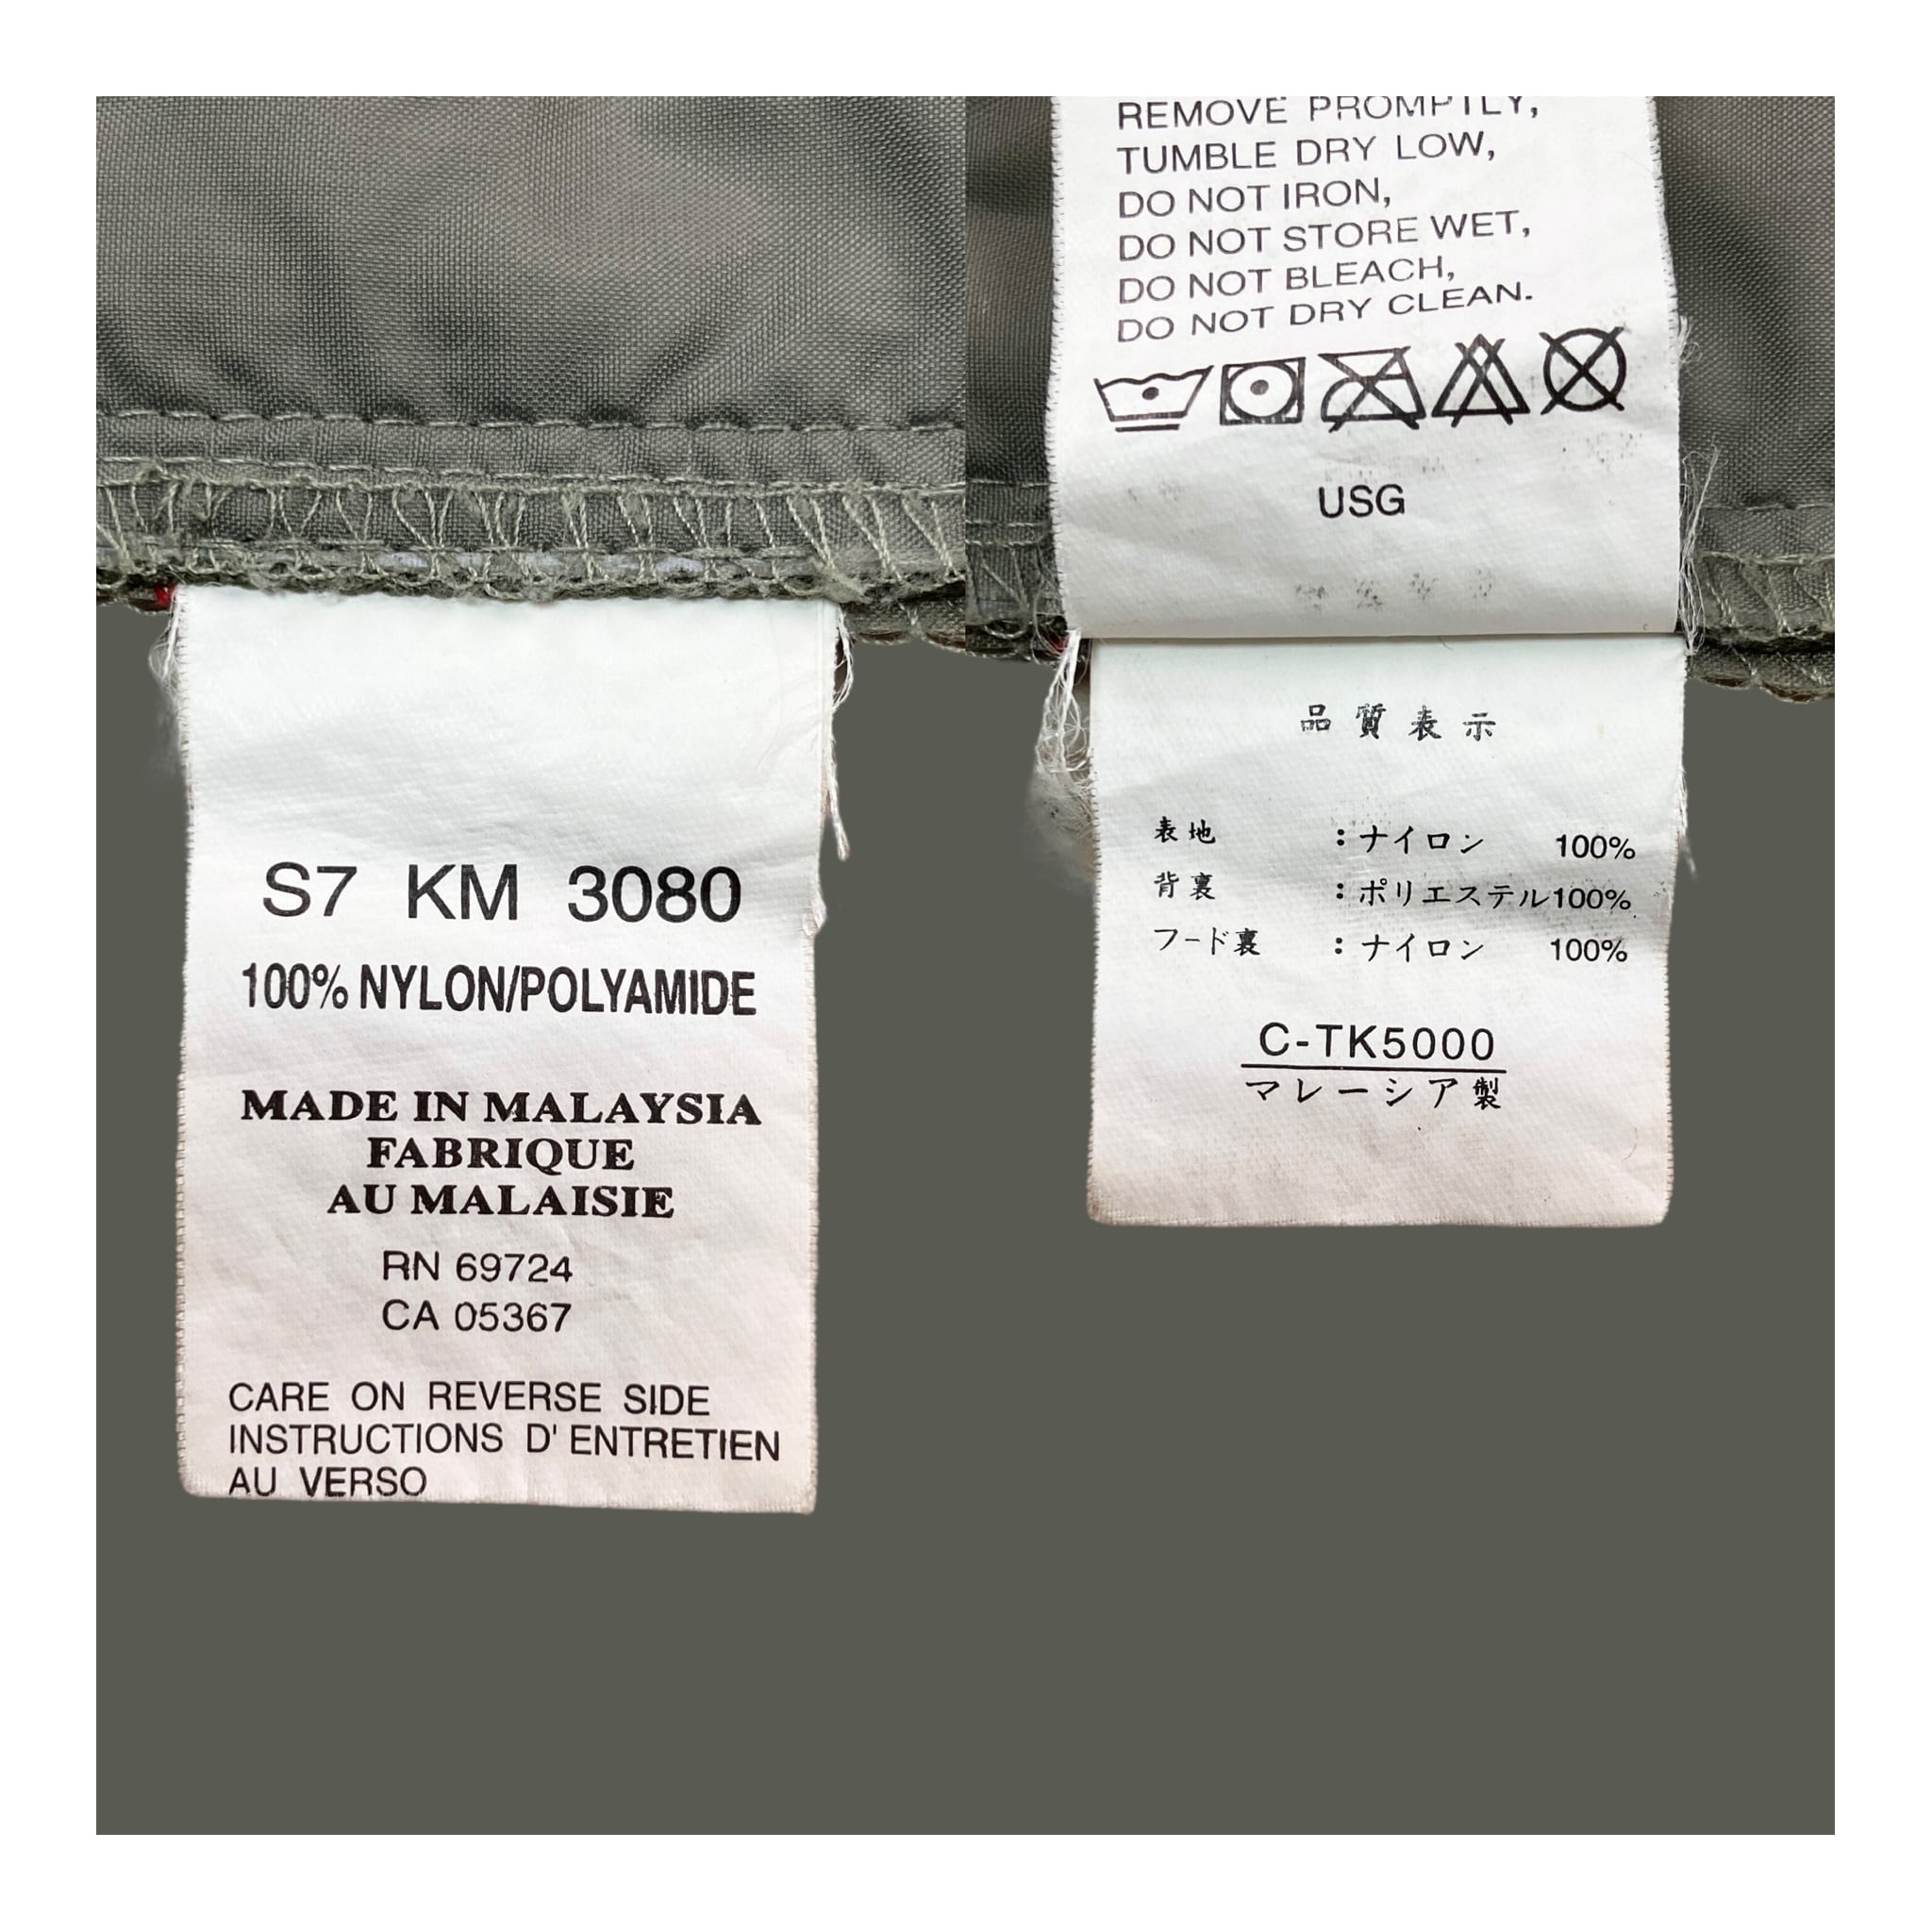 S7 KM 3080
100% NYLON/POLYAMIDE
MADE IN MALAYSIA
FABRIQUE
AU MALAISIE
RN 69724
CA 05367
CARE ON REVERSE SIDE
INSTRUCTIONS D' ENTRETIEN
AU VERSO
REMOVE PROMPTLY,
TUMBLE DRY LOW,
DO NOT IRON,
DO NOT STORE WET,
DO NOT BLEACH,
DO NOT DRY CLEAN.
USG
品質表示
表地 : ナイロン 100%
背裏 : ポリエステル100%
フード裏 : ナイロン 100%
C-TK5000
マレーシア製